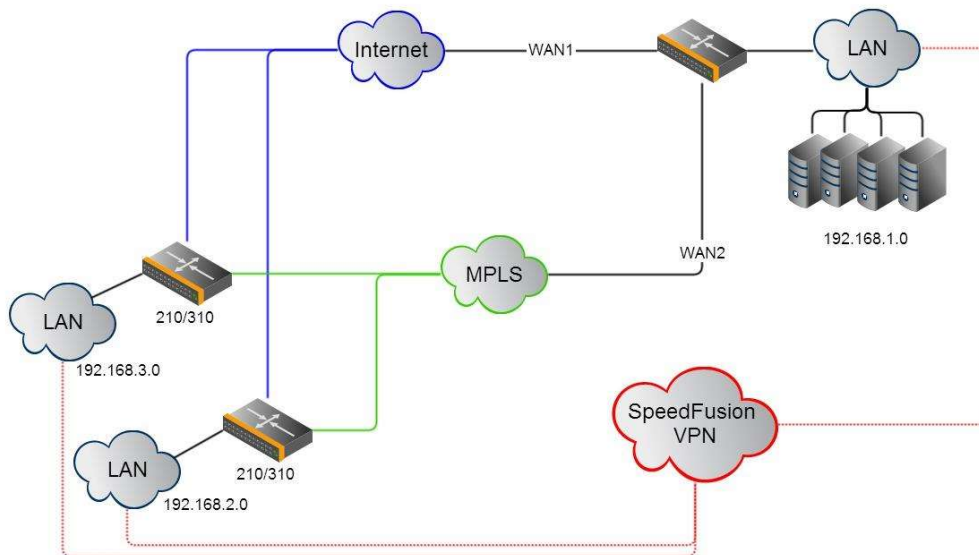 Internet
WAN1
LAN
192.168.1.0
WAN2
MPLS
210/310
LAN
192.168.3.0
SpeedFusion
VPN
LAN
210/310
192.168.2.0